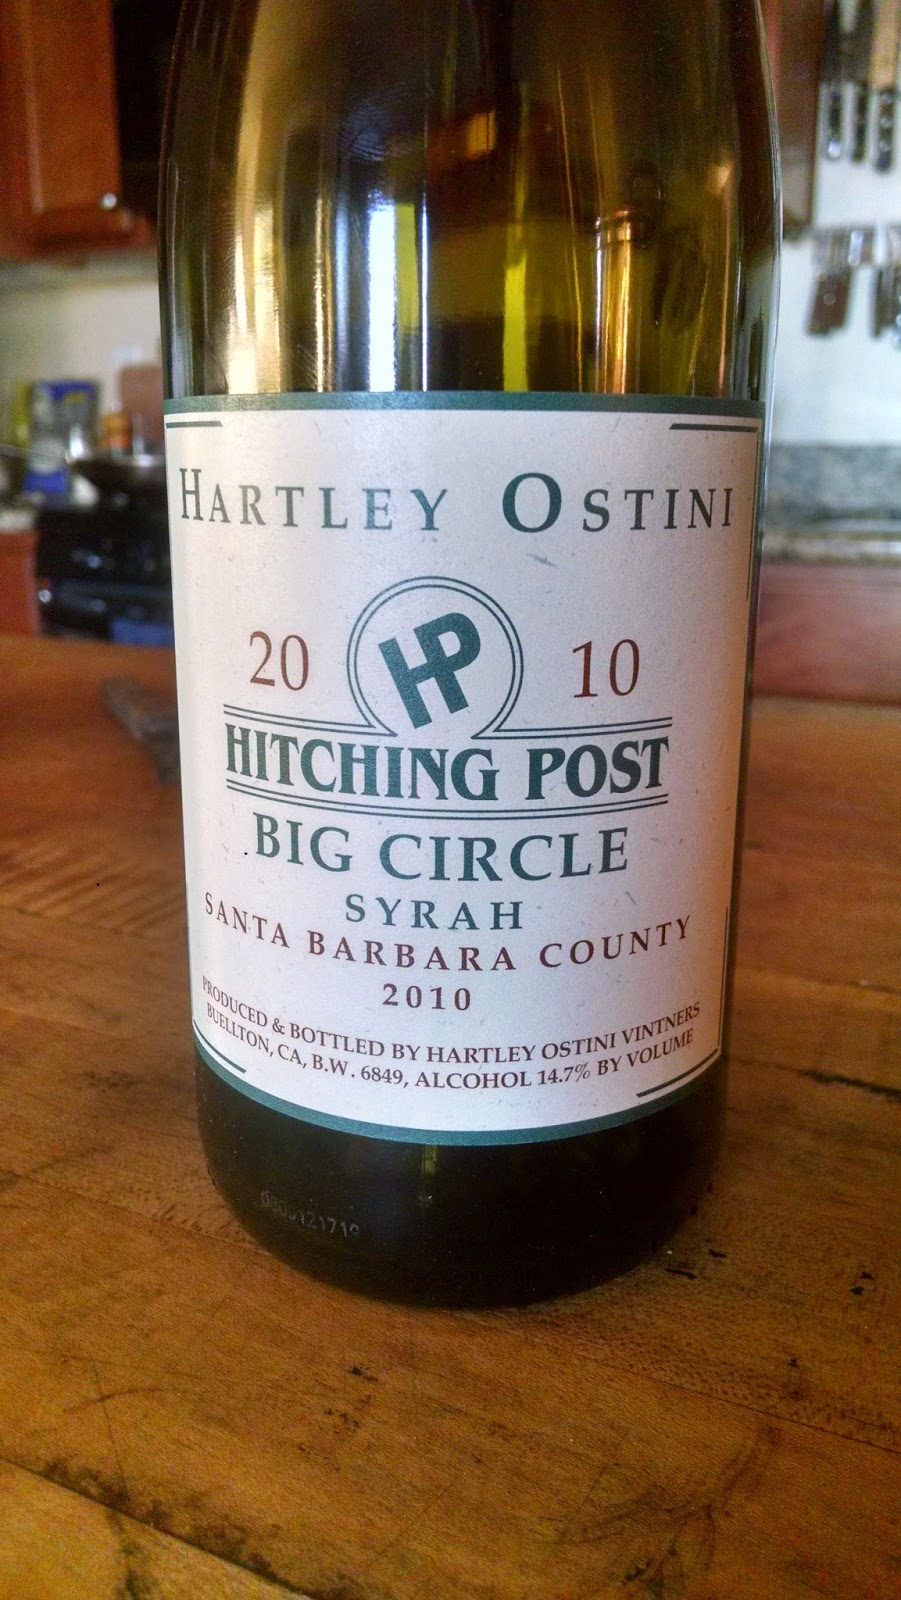 HARTLEY OSTINI
20 HP 10
HITCHING POST
BIG CIRCLE
SYRAH
SANTA BARBARA COUNTY
2010
PRODUCED & BOTTLED BY HARTLEY OSTINI VINTNERS
BUELLTON, CA, B.W. 6849, ALCOHOL 14.7% BY VOLUME